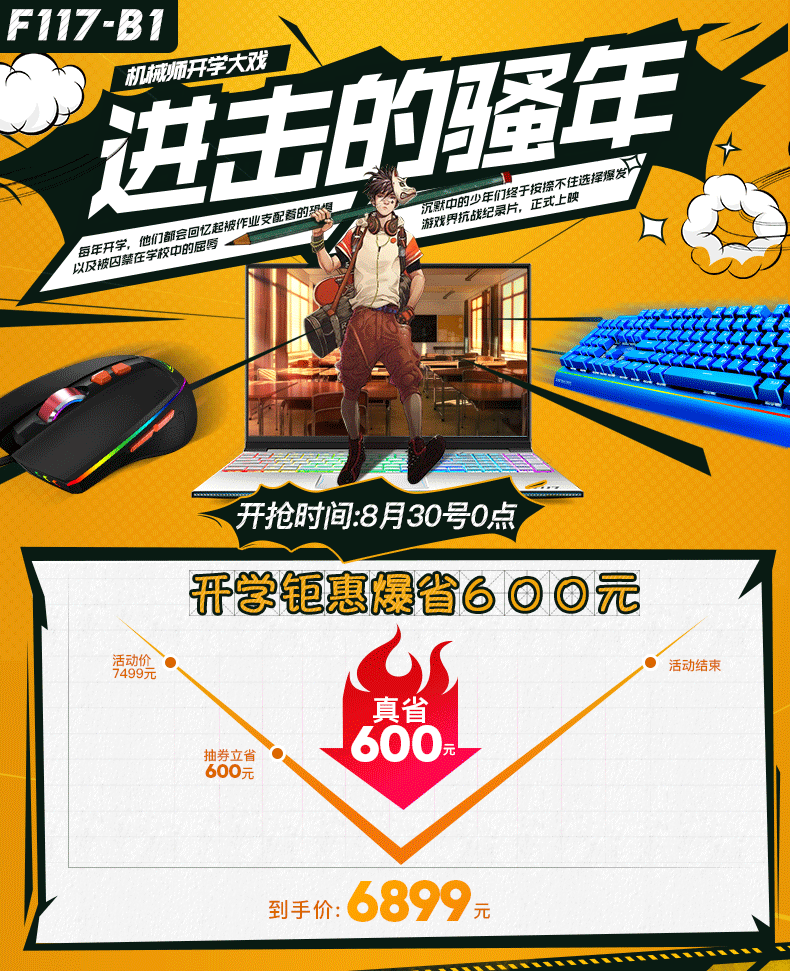 F117-B1
机械师开学大戏
进击的骚年
每年开学，他们都会回忆起被作业支配着的恐惧
以及被囚禁在学校中的屈辱
沉默中的少年们终于按捺不住选择爆发
游戏界抗战纪录片，正式上映
开抢时间:8月30号0点
开学钜惠爆省600元
活动价
7499元
活动结束
真省
600元
抽券立省
600元
到手价:6899元